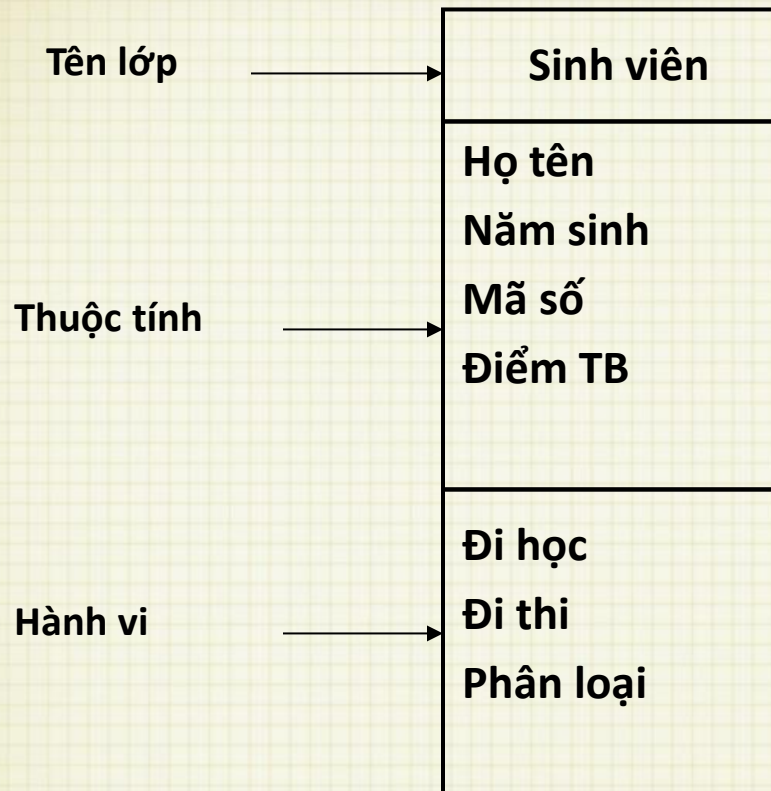 Tên lớp
Sinh viên
Họ tên
Năm sinh
Mã số
Điểm TB
Thuộc tính
Đi học
Đi thi
Phân loại
Hành vi